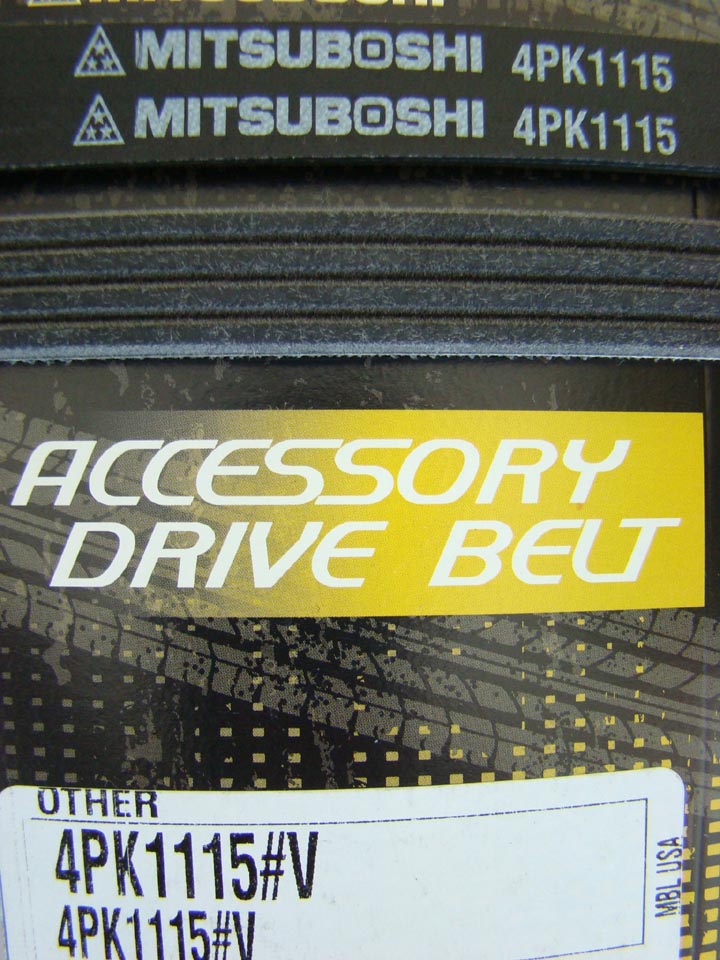 MITSUBOSHI 4PK1115
MITSUBOSHI 4PK1115
ACCESSORY
DRIVE BELT
OTHER
4PK1115#V
4PK1115#V
MBL USA